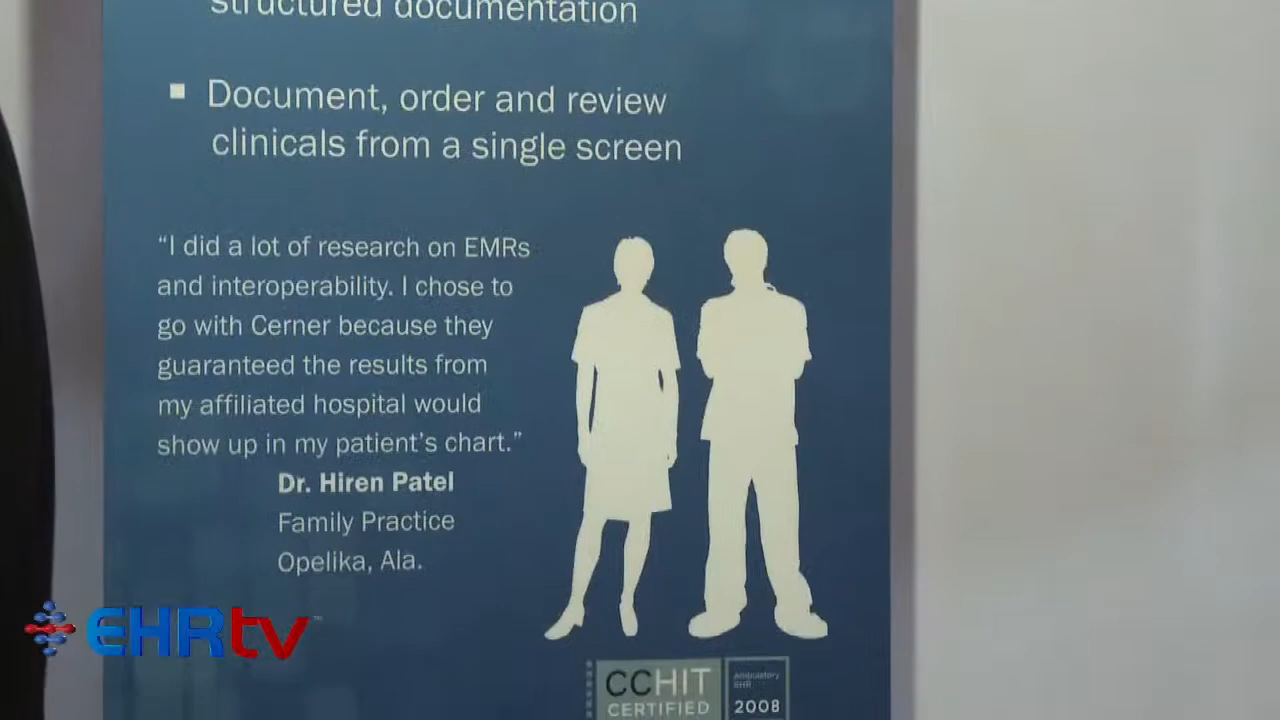 structured documentation
Document, order and review
clinicals from a single screen
“I did a lot of research on EMRs
and interoperability. I chose to
go with Cerner because they
guaranteed the results from
my affiliated hospital would
show up in my patient’s chart.”
Dr. Hiren Patel
Family Practice
Opelika, Ala.
EHRtv
CCHIT
CERTIFIED
Ambulatory
EHR
2008